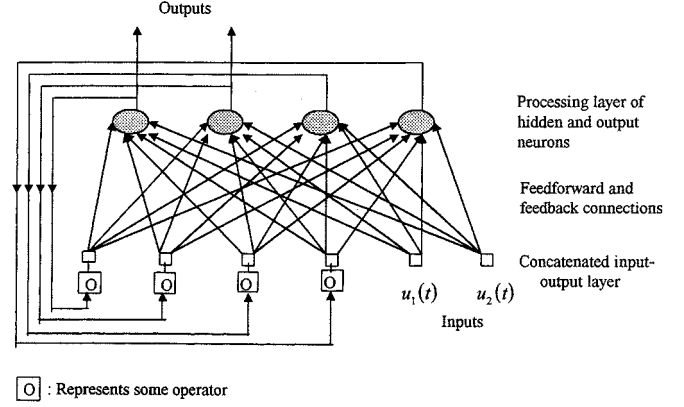 Outputs
Processing layer of
hidden and output
neurons
Feedforward and
feedback connections
Concatenated input-
output layer
O O O O
u₁(t) u₂(t)
Inputs
O : Represents some operator